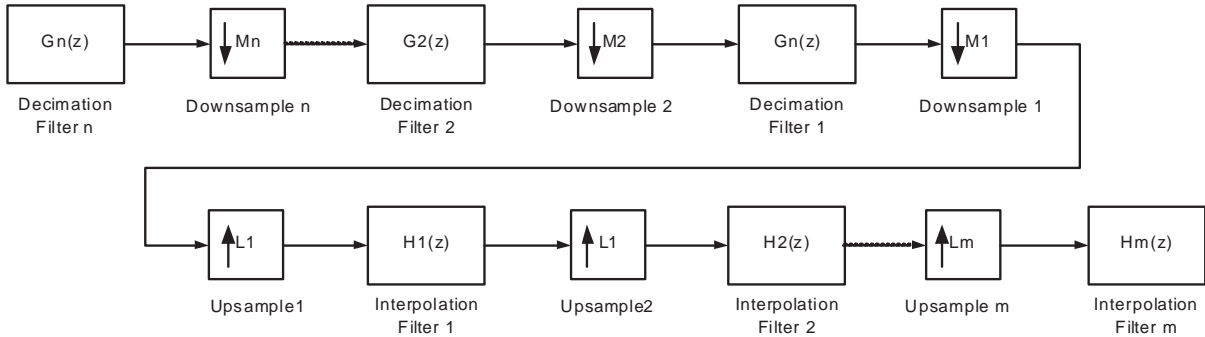 Gn(z)
Mn
G2(z)
M2
Gn(z)
M1
Decimation
Filter n
Downsample n
Decimation
Filter 2
Downsample 2
Decimation
Filter 1
Downsample 1
L1
H1(z)
L1
H2(z)
Lm
Hm(z)
Upsample1
Interpolation
Filter 1
Upsample2
Interpolation
Filter 2
Upsample m
Interpolation
Filter m